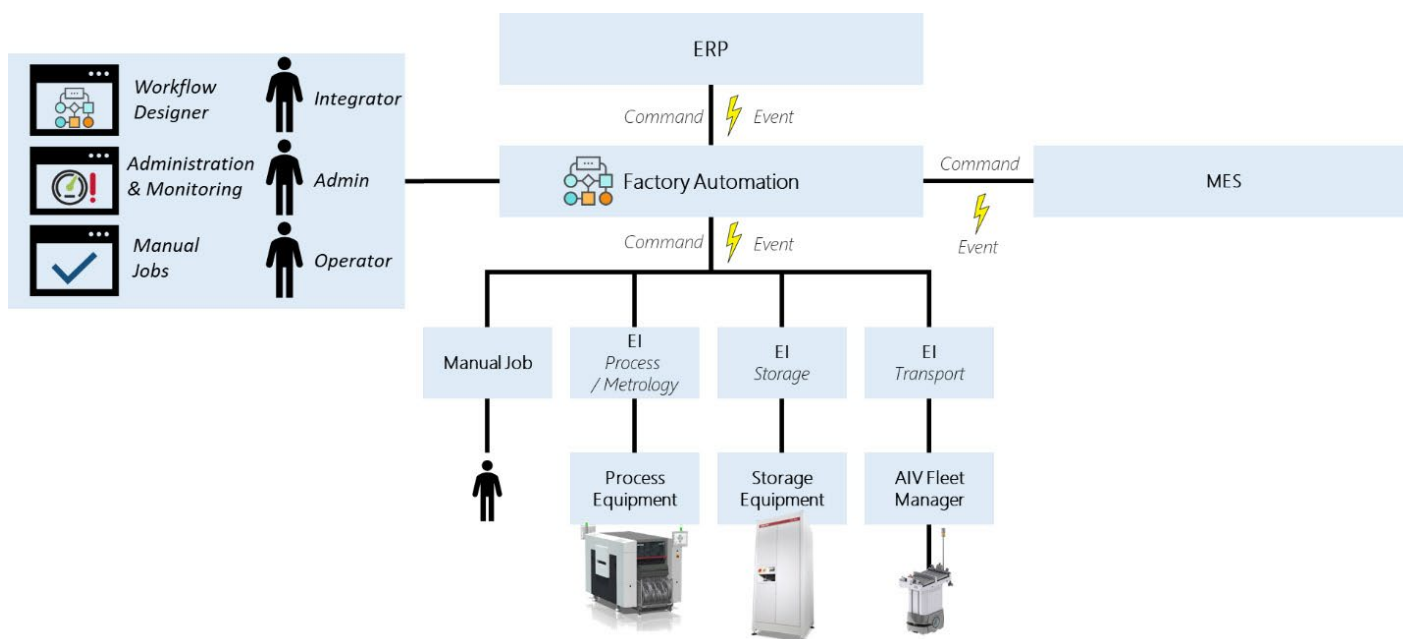 ERP
Workflow
Designer
Integrator
Command
Event
Administration
& Monitoring
Admin
Factory Automation
Command
Event
MES
Manual
Jobs
Operator
Command
Event
Manual Job
EI
Process
/ Metrology
EI
Storage
EI
Transport
Process
Equipment
Storage
Equipment
AIV Fleet
Manager